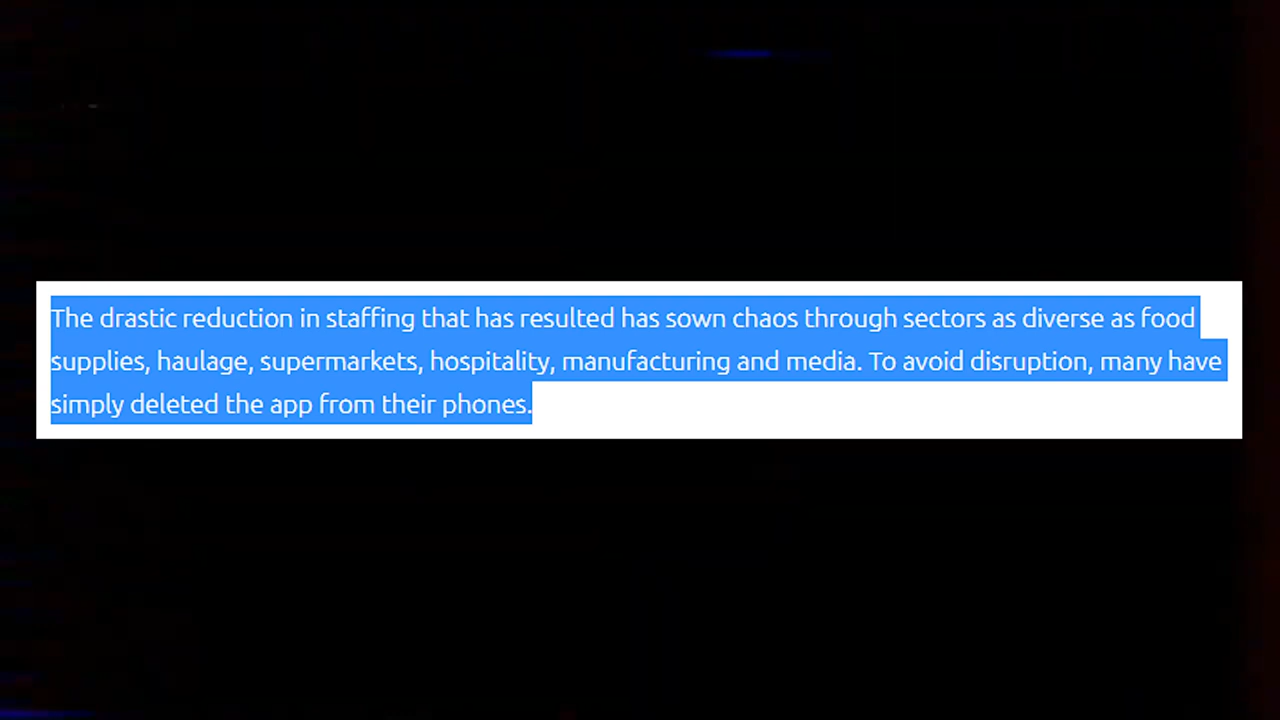 The drastic reduction in staffing that has resulted has sown chaos through sectors as diverse as food
supplies, haulage, supermarkets, hospitality, manufacturing and media. To avoid disruption, many have
simply deleted the app from their phones.